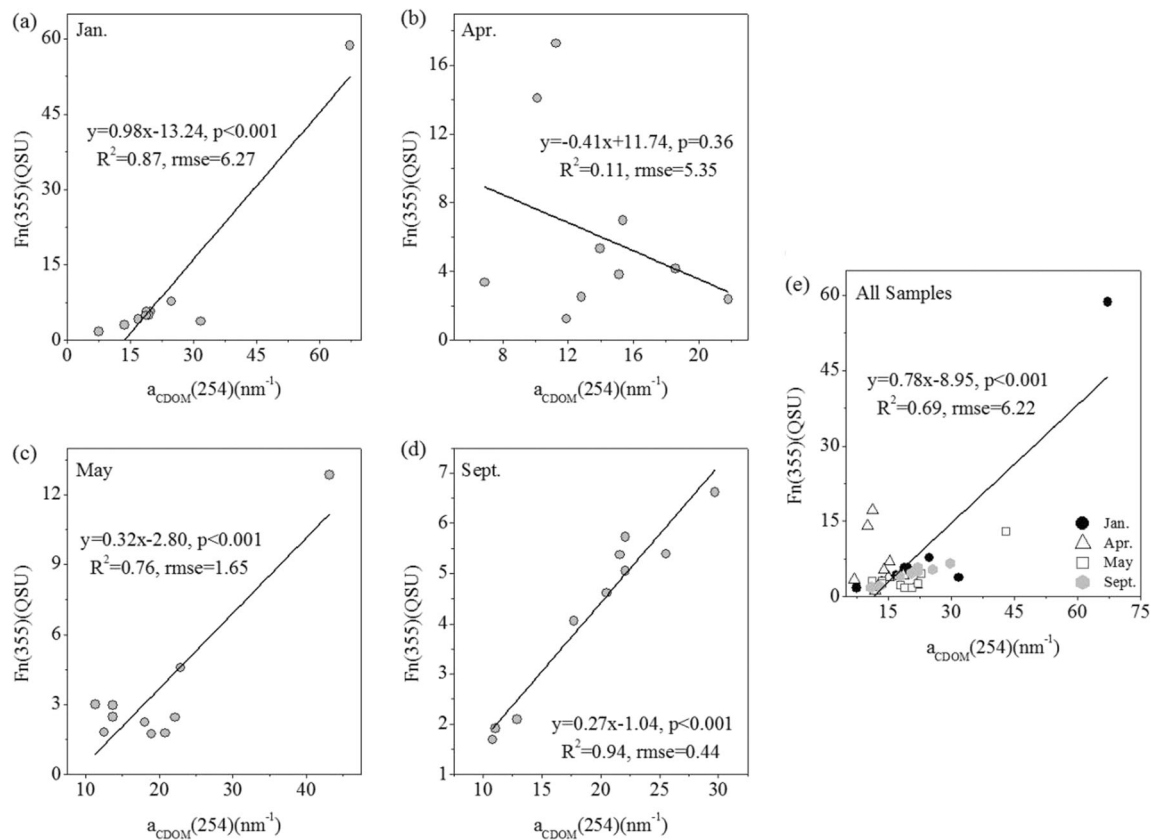 (a)
Jan.
60
45
30
15
0
y=0.98x-13.24, p<0.001
R²=0.87, rmse=6.27
Fn(355)(QSU)
0 15 30 45 60
a_CDOM(254)(nm⁻¹)
(b)
Apr.
16
12
8
4
0
y=-0.41x+11.74, p=0.36
R²=0.11, rmse=5.35
Fn(355)(QSU)
8 12 16 20
a_CDOM(254)(nm⁻¹)
(c)
May
12
9
6
3
0
y=0.32x-2.80, p<0.001
R²=0.76, rmse=1.65
Fn(355)(QSU)
10 20 30 40
a_CDOM(254)(nm⁻¹)
(d)
Sept.
7
6
5
4
3
2
1
y=0.27x-1.04, p<0.001
R²=0.94, rmse=0.44
Fn(355)(QSU)
10 15 20 25 30
a_CDOM(254)(nm⁻¹)
(e)
All Samples
60
45
30
15
0
y=0.78x-8.95, p<0.001
R²=0.69, rmse=6.22
Fn(355)(QSU)
Jan.
Apr.
May
Sept.
0 15 30 45 60 75
a_CDOM(254)(nm⁻¹)